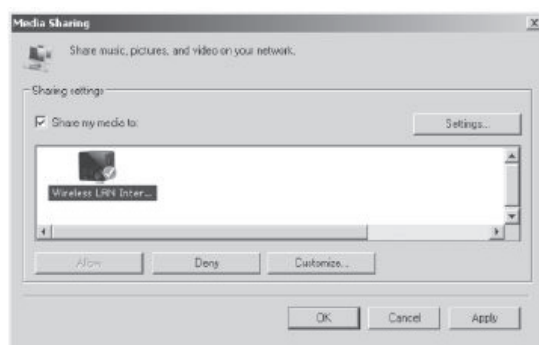 Media Sharing
Share music, pictures, and video on your network.
Sharing settings
Share my media to:
Settings...
Wireless LAN Inter...
Allow
Deny
Customize...
OK
Cancel
Apply